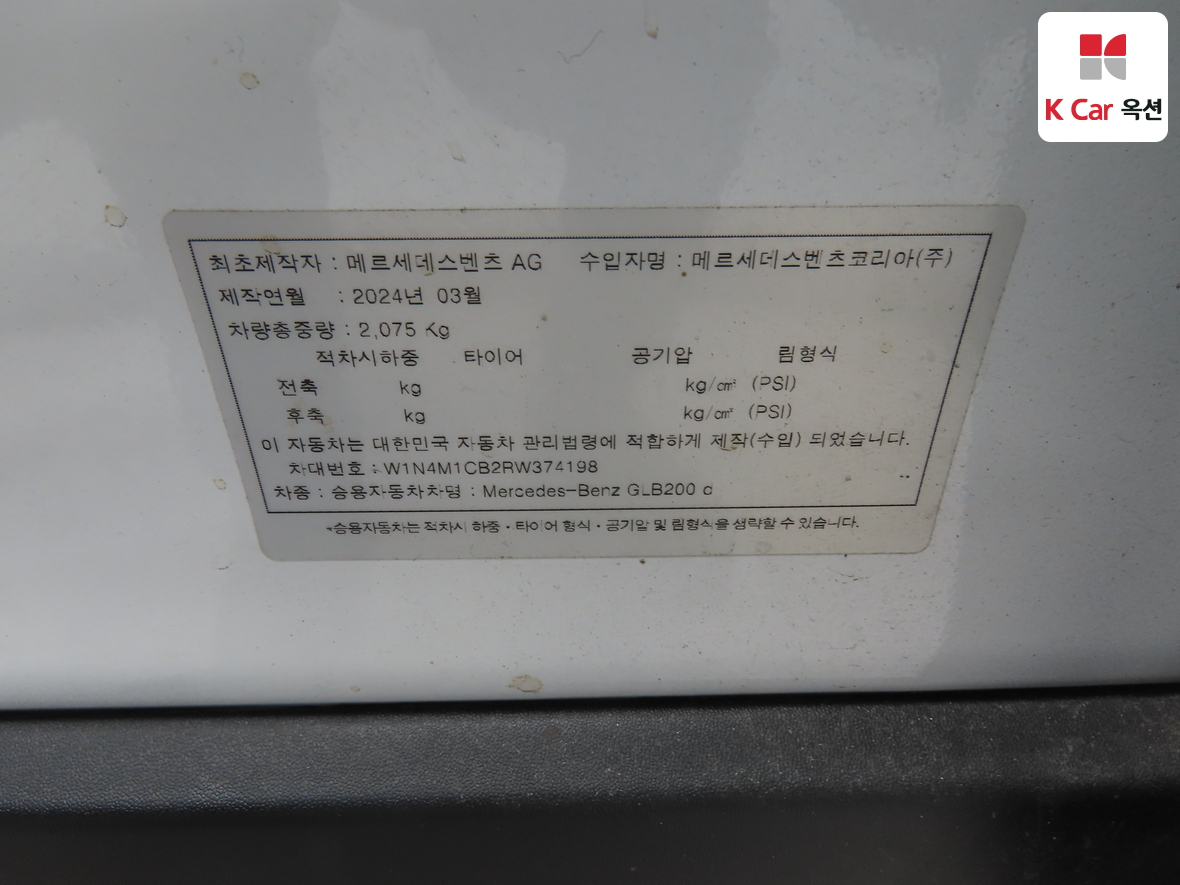 K Car 옥션
최초제작자 : 메르세데스벤츠 AG 수입자명 : 메르세데스벤츠코리아(주)
제작연월 : 2024년 03월
차량총중량 : 2,075 Kg
적차시하중 타이어 공기압 림형식
전축 kg kg/㎠ (PSI)
후축 kg kg/㎠ (PSI)
이 자동차는 대한민국 자동차 관리법령에 적합하게 제작(수입) 되었습니다.
차대번호 : W1N4M1CB2RW374198
차종 : 승용자동차차명 : Mercedes-Benz GLB200 d
*승용자동차는 적차시 하중·타이어 형식·공기압 및 림형식을 생략할 수 있습니다.